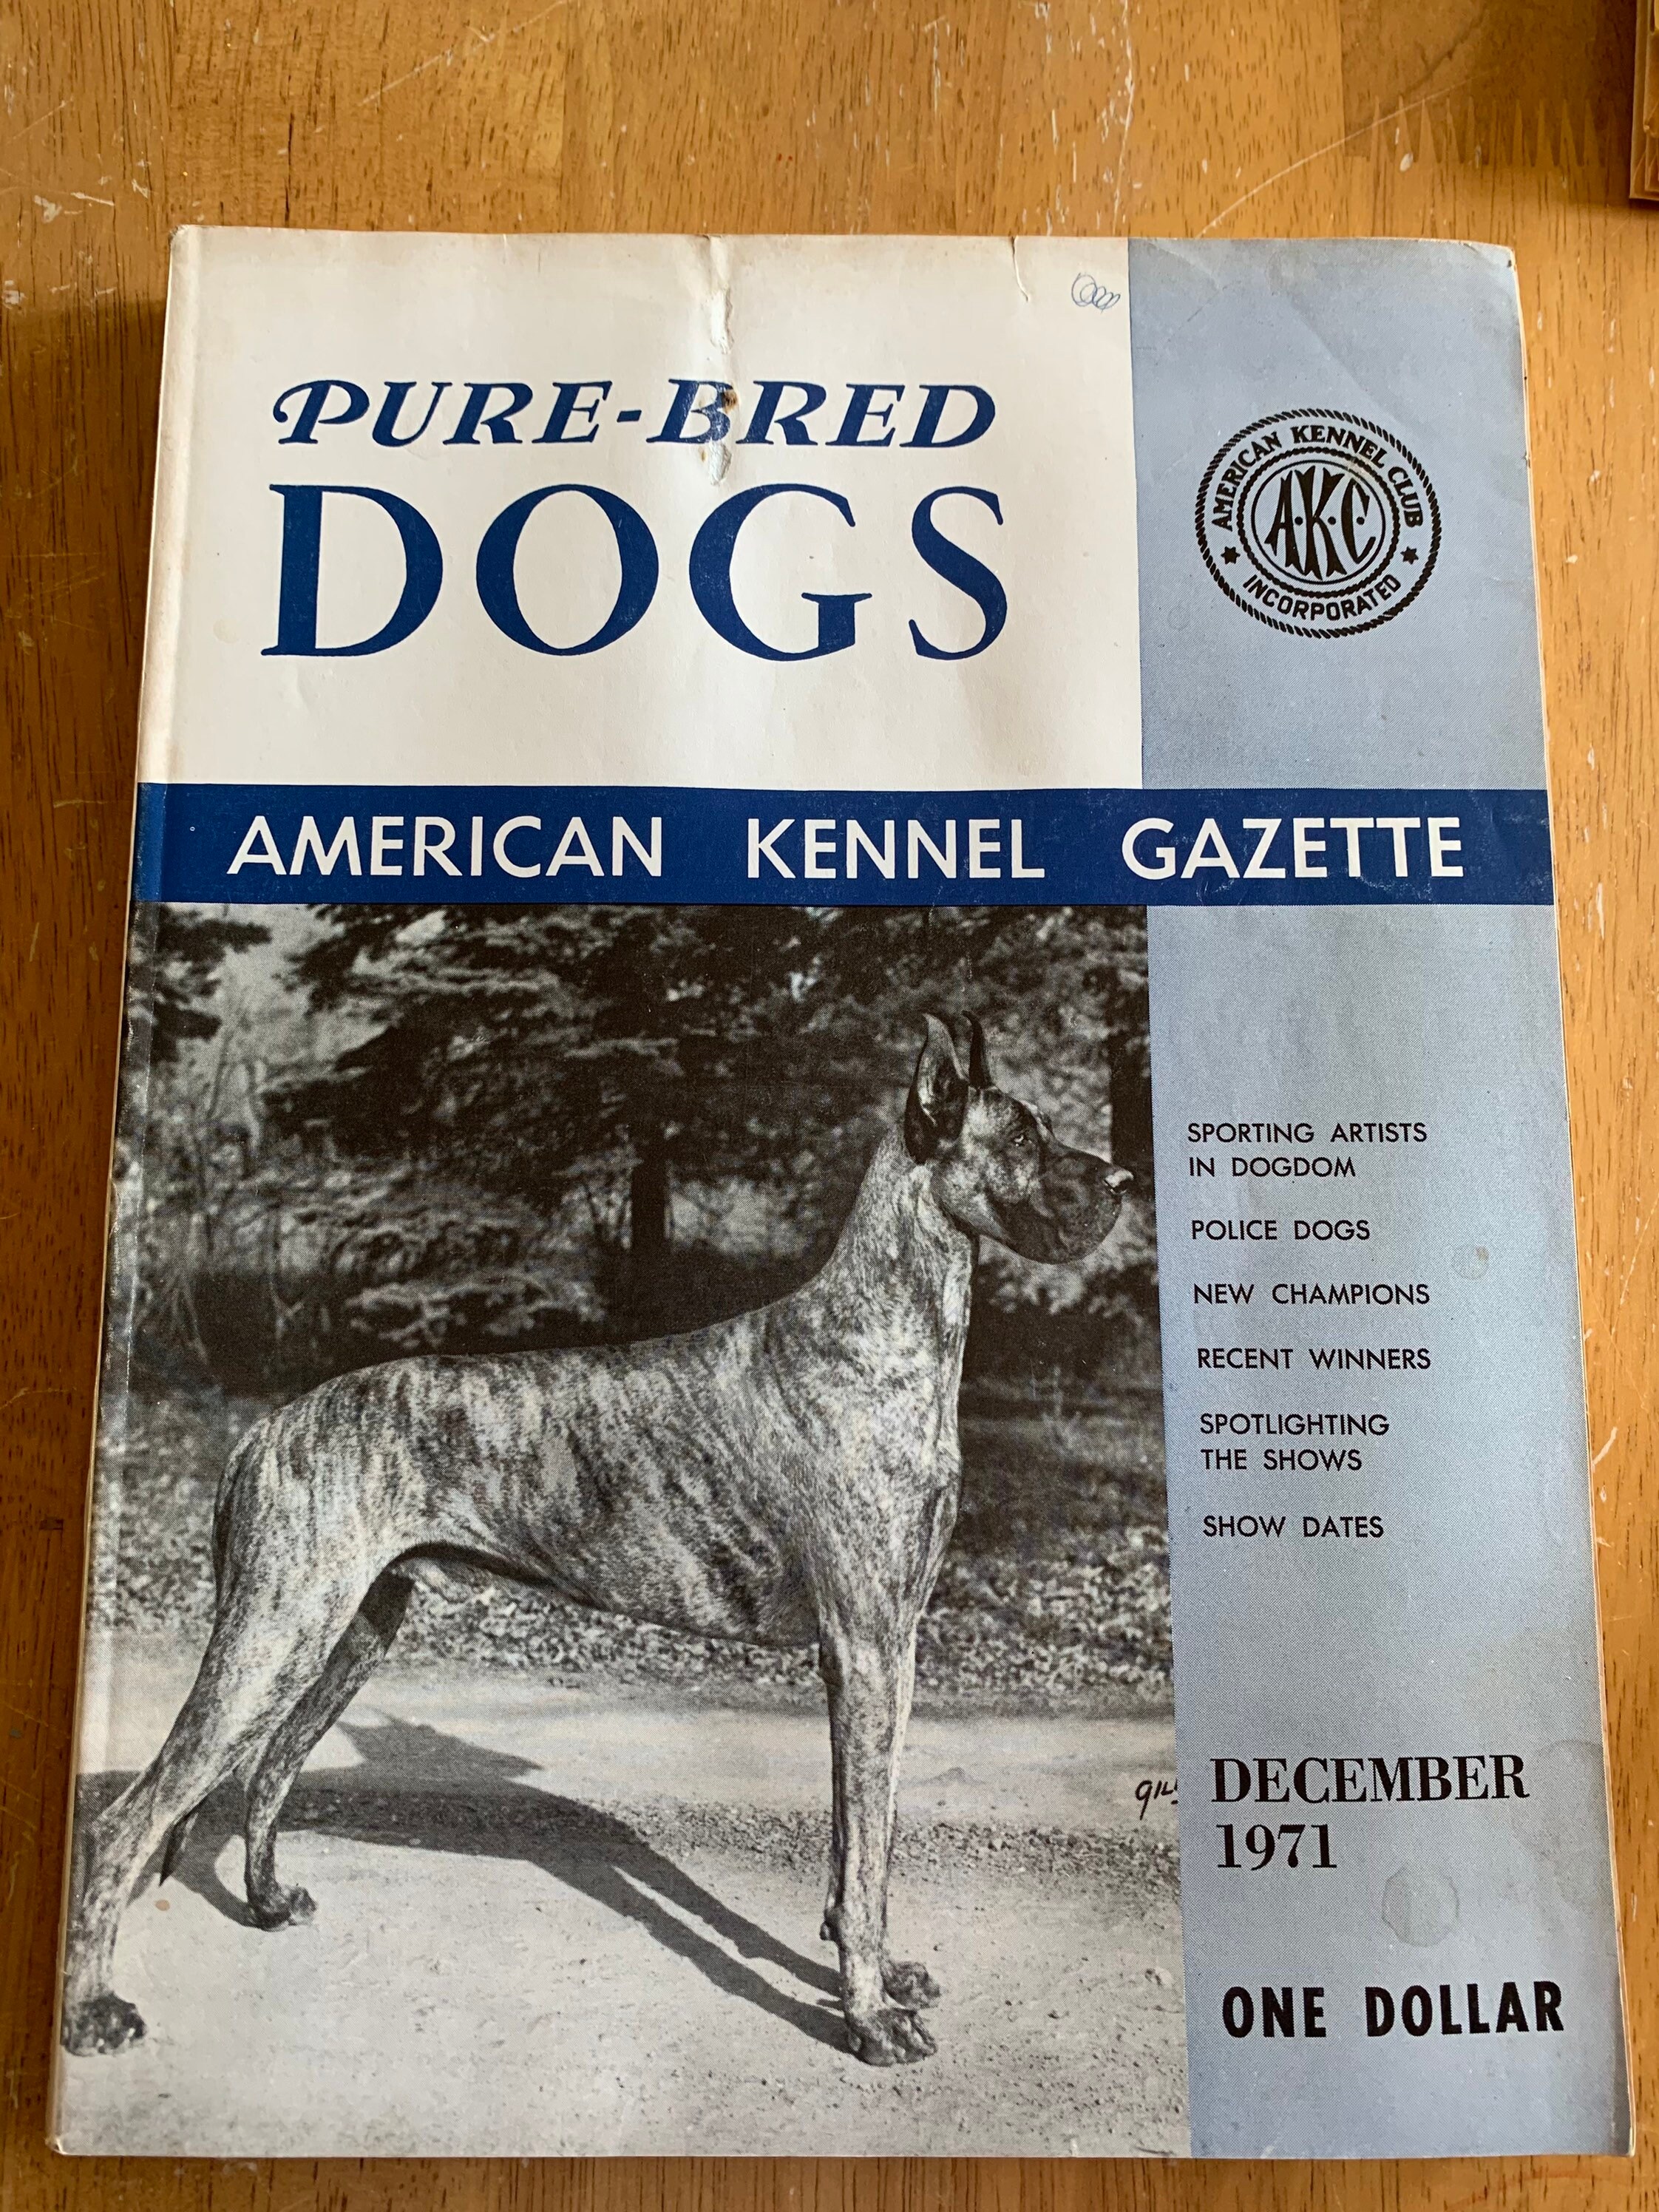 PURE-BRED
DOGS
AMERICAN KENNEL CLUB
A·K·C
INCORPORATED
AMERICAN KENNEL GAZETTE
SPORTING ARTISTS
IN DOGDOM
POLICE DOGS
NEW CHAMPIONS
RECENT WINNERS
SPOTLIGHTING
THE SHOWS
SHOW DATES
DECEMBER
1971
ONE DOLLAR